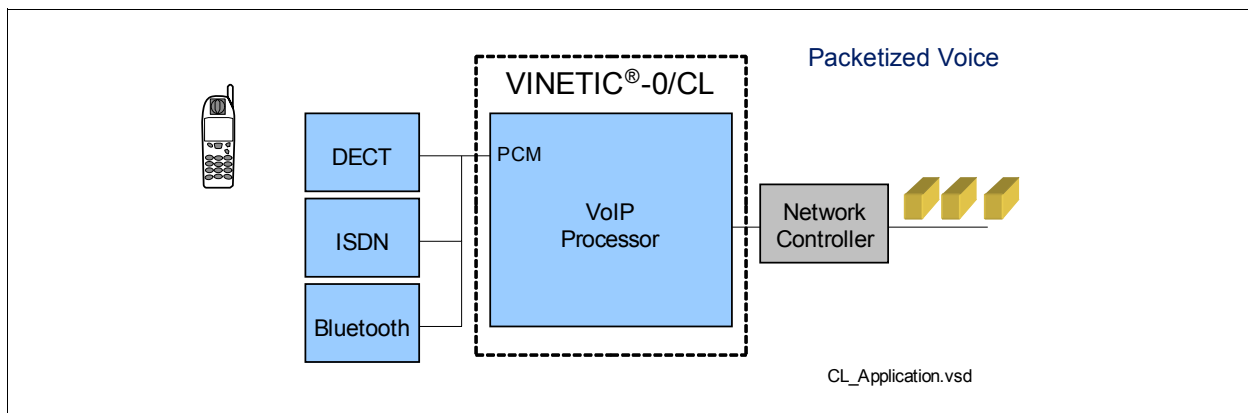 Packetized Voice
VINETIC®-0/CL
DECT
ISDN
Bluetooth
PCM
VoIP
Processor
Network
Controller
CL_Application.vsd